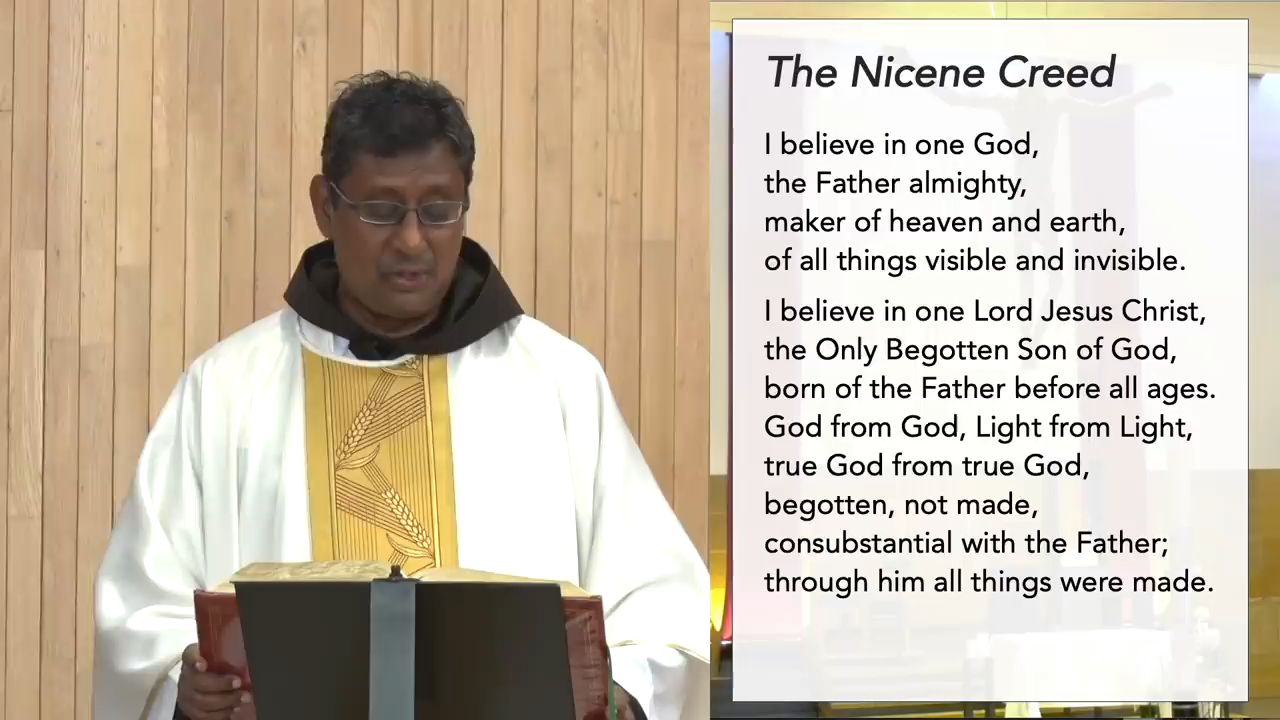 The Nicene Creed
I believe in one God,
the Father almighty,
maker of heaven and earth,
of all things visible and invisible.
I believe in one Lord Jesus Christ,
the Only Begotten Son of God,
born of the Father before all ages.
God from God, Light from Light,
true God from true God,
begotten, not made,
consubstantial with the Father;
through him all things were made.